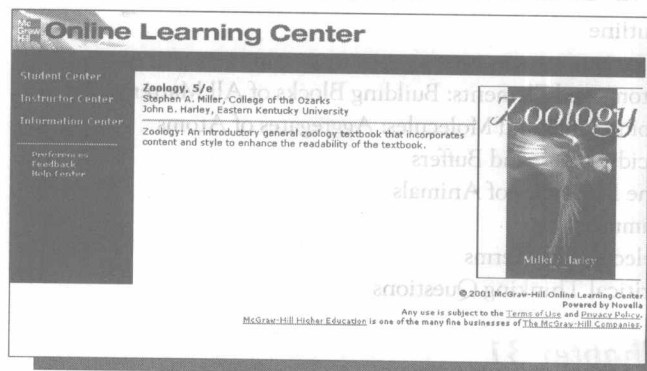 Mc
Graw
Hill
Online Learning Center
Student Center
Instructor Center
Information Center
Preferences
Feedback
Help Center
Zoology, 5/e
Stephen A. Miller, College of the Ozarks
John B. Harley, Eastern Kentucky University
Zoology: An introductory general zoology textbook that incorporates
content and style to enhance the readability of the textbook.
Zoology
Miller Harley
© 2001 McGraw-Hill Online Learning Center
Powered by Novella
Any use is subject to the Terms of Use and Privacy Policy.
McGraw-Hill Higher Education is one of the many fine businesses of The McGraw-Hill Companies.